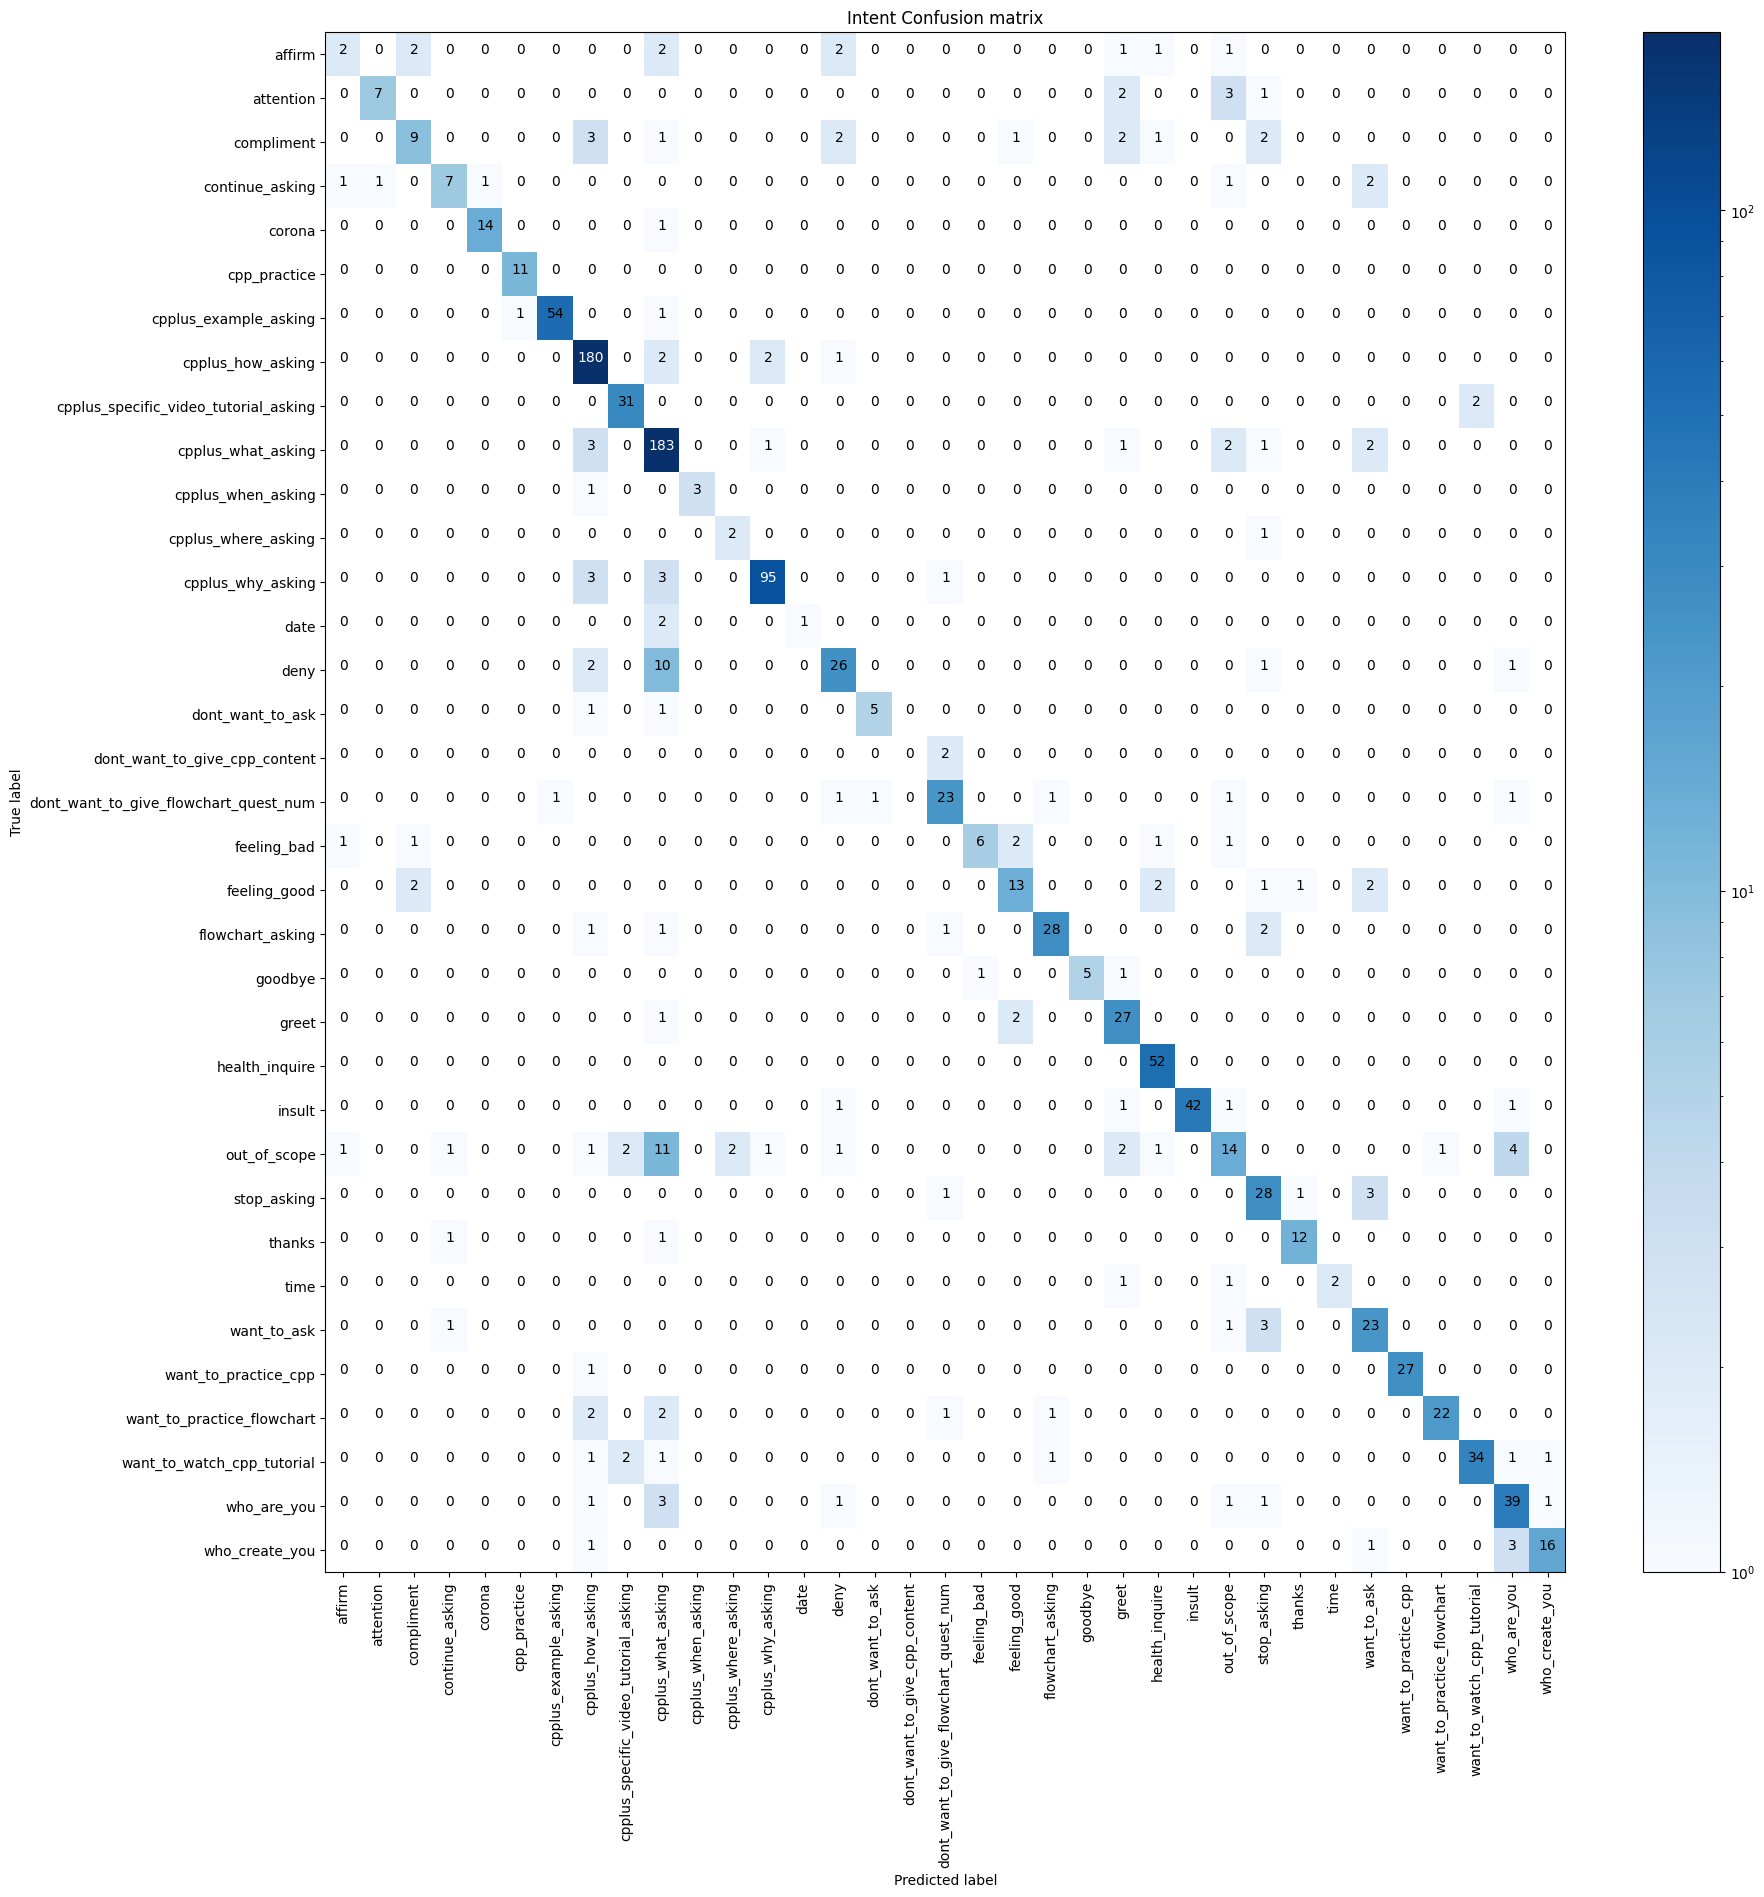 Intent Confusion matrix
affirm 2 0 2 0 0 0 0 0 0 2 0 0 0 0 2 0 0 0 0 0 0 0 1 1 0 1 0 0 0 0 0 0 0 0 0
attention 0 7 0 0 0 0 0 0 0 0 0 0 0 0 0 0 0 0 0 0 0 0 2 0 0 3 1 0 0 0 0 0 0 0 0
compliment 0 0 9 0 0 0 0 3 0 1 0 0 0 0 2 0 0 0 0 1 0 0 2 1 0 0 2 0 0 0 0 0 0 0 0
continue_asking 1 1 0 7 1 0 0 0 0 0 0 0 0 0 0 0 0 0 0 0 0 0 0 0 0 1 0 0 0 2 0 0 0 0 0
10²
corona 0 0 0 0 14 0 0 0 0 1 0 0 0 0 0 0 0 0 0 0 0 0 0 0 0 0 0 0 0 0 0 0 0 0 0
cpp_practice 0 0 0 0 0 11 0 0 0 0 0 0 0 0 0 0 0 0 0 0 0 0 0 0 0 0 0 0 0 0 0 0 0 0 0
cpplus_example_asking 0 0 0 0 0 1 54 0 0 1 0 0 0 0 0 0 0 0 0 0 0 0 0 0 0 0 0 0 0 0 0 0 0 0 0
cpplus_how_asking 0 0 0 0 0 0 0 180 0 2 0 0 2 0 1 0 0 0 0 0 0 0 0 0 0 0 0 0 0 0 0 0 0 0 0
cpplus_specific_video_tutorial_asking 0 0 0 0 0 0 0 0 31 0 0 0 0 0 0 0 0 0 0 0 0 0 0 0 0 0 0 0 0 0 0 0 2 0 0
cpplus_what_asking 0 0 0 0 0 0 0 3 0 183 0 0 1 0 0 0 0 0 0 0 0 0 1 0 0 2 1 0 0 2 0 0 0 0 0
cpplus_when_asking 0 0 0 0 0 0 0 1 0 0 3 0 0 0 0 0 0 0 0 0 0 0 0 0 0 0 0 0 0 0 0 0 0 0 0
cpplus_where_asking 0 0 0 0 0 0 0 0 0 0 0 2 0 0 0 0 0 0 0 0 0 0 0 0 0 0 1 0 0 0 0 0 0 0 0
cpplus_why_asking 0 0 0 0 0 0 0 3 0 3 0 0 95 0 0 0 0 1 0 0 0 0 0 0 0 0 0 0 0 0 0 0 0 0 0
date 0 0 0 0 0 0 0 0 0 2 0 0 0 1 0 0 0 0 0 0 0 0 0 0 0 0 0 0 0 0 0 0 0 0 0
deny 0 0 0 0 0 0 0 2 0 10 0 0 0 0 26 0 0 0 0 0 0 0 0 0 0 0 1 0 0 0 0 0 0 1 0
dont_want_to_ask 0 0 0 0 0 0 0 1 0 1 0 0 0 0 0 5 0 0 0 0 0 0 0 0 0 0 0 0 0 0 0 0 0 0 0
dont_want_to_give_cpp_content 0 0 0 0 0 0 0 0 0 0 0 0 0 0 0 0 0 2 0 0 0 0 0 0 0 0 0 0 0 0 0 0 0 0 0
True label
dont_want_to_give_flowchart_quest_num 0 0 0 0 0 0 1 0 0 0 0 0 0 0 1 1 0 23 0 0 1 0 0 0 0 1 0 0 0 0 0 0 0 1 0
feeling_bad 1 0 1 0 0 0 0 0 0 0 0 0 0 0 0 0 0 0 6 2 0 0 0 1 0 1 0 0 0 0 0 0 0 0 0
feeling_good 0 0 2 0 0 0 0 0 0 0 0 0 0 0 0 0 0 0 0 13 0 0 0 2 0 0 1 1 0 2 0 0 0 0 0
10¹
flowchart_asking 0 0 0 0 0 0 0 1 0 1 0 0 0 0 0 0 0 1 0 0 28 0 0 0 0 0 2 0 0 0 0 0 0 0 0
goodbye 0 0 0 0 0 0 0 0 0 0 0 0 0 0 0 0 0 0 1 0 0 5 1 0 0 0 0 0 0 0 0 0 0 0 0
greet 0 0 0 0 0 0 0 0 0 1 0 0 0 0 0 0 0 0 0 2 0 0 27 0 0 0 0 0 0 0 0 0 0 0 0
health_inquire 0 0 0 0 0 0 0 0 0 0 0 0 0 0 0 0 0 0 0 0 0 0 0 52 0 0 0 0 0 0 0 0 0 0 0
insult 0 0 0 0 0 0 0 0 0 0 0 0 0 0 1 0 0 0 0 0 0 0 1 0 42 1 0 0 0 0 0 0 0 1 0
out_of_scope 1 0 0 1 0 0 0 1 2 11 0 2 1 0 1 0 0 0 0 0 0 0 2 1 0 14 0 0 0 0 0 1 0 4 0
stop_asking 0 0 0 0 0 0 0 0 0 0 0 0 0 0 0 0 0 1 0 0 0 0 0 0 0 0 28 1 0 3 0 0 0 0 0
thanks 0 0 0 1 0 0 0 0 0 1 0 0 0 0 0 0 0 0 0 0 0 0 0 0 0 0 0 12 0 0 0 0 0 0 0
time 0 0 0 0 0 0 0 0 0 0 0 0 0 0 0 0 0 0 0 0 0 0 1 0 0 1 0 0 2 0 0 0 0 0 0
want_to_ask 0 0 0 1 0 0 0 0 0 0 0 0 0 0 0 0 0 0 0 0 0 0 0 0 0 1 3 0 0 23 0 0 0 0 0
want_to_practice_cpp 0 0 0 0 0 0 0 1 0 0 0 0 0 0 0 0 0 0 0 0 0 0 0 0 0 0 0 0 0 0 27 0 0 0 0
want_to_practice_flowchart 0 0 0 0 0 0 0 2 0 2 0 0 0 0 0 0 0 1 0 0 1 0 0 0 0 0 0 0 0 0 0 22 0 0 0
want_to_watch_cpp_tutorial 0 0 0 0 0 0 0 1 2 1 0 0 0 0 0 0 0 0 0 0 1 0 0 0 0 0 0 0 0 0 0 0 34 1 1
who_are_you 0 0 0 0 0 0 0 1 0 3 0 0 0 0 1 0 0 0 0 0 0 0 0 0 0 1 1 0 0 0 0 0 0 39 1
who_create_you 0 0 0 0 0 0 0 1 0 0 0 0 0 0 0 0 0 0 0 0 0 0 0 0 0 0 0 0 0 1 0 0 0 3 16
10⁰
affirm
attention
compliment
continue_asking
corona
cpp_practice
cpplus_example_asking
cpplus_how_asking
cpplus_specific_video_tutorial_asking
cpplus_what_asking
cpplus_when_asking
cpplus_where_asking
cpplus_why_asking
date
deny
dont_want_to_ask
dont_want_to_give_cpp_content
dont_want_to_give_flowchart_quest_num
feeling_bad
feeling_good
flowchart_asking
goodbye
greet
health_inquire
insult
out_of_scope
stop_asking
thanks
time
want_to_ask
want_to_practice_cpp
want_to_practice_flowchart
want_to_watch_cpp_tutorial
who_are_you
who_create_you
Predicted label